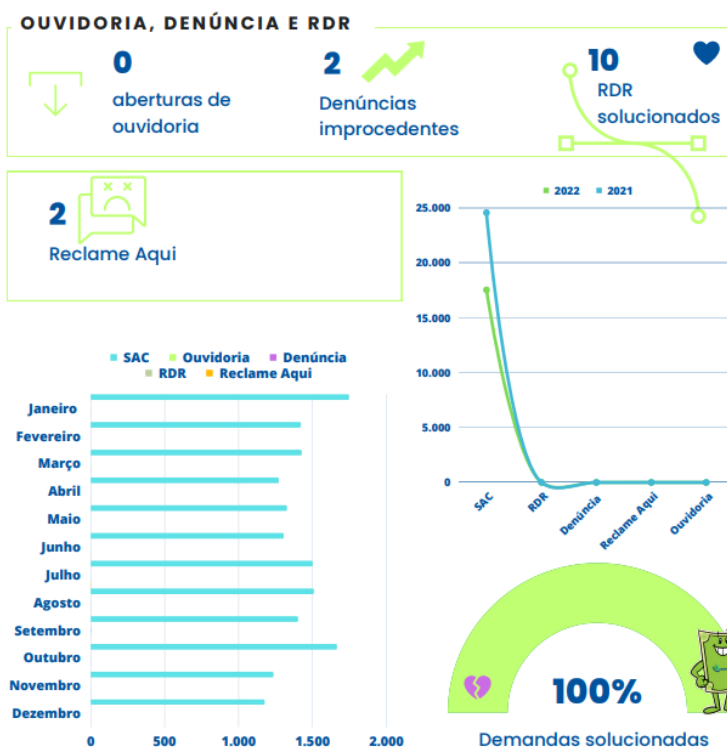 OUVIDORIA, DENÚNCIA E RDR
0
aberturas de
ouvidoria
2
Denúncias
improcedentes
10
RDR
solucionados
2
Reclame Aqui
2022 2021
25.000
20.000
15.000
10.000
5.000
0
SAC
RDR
Denúncia
Reclame Aqui
Ouvidoria
SAC Ouvidoria Denúncia
RDR Reclame Aqui
Janeiro
Fevereiro
Março
Abril
Maio
Junho
Julho
Agosto
Setembro
Outubro
Novembro
Dezembro
0 500 1.000 1.500 2.000
100%
Demandas solucionadas